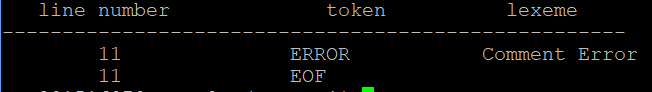 line number token lexeme
-----------------------------------------------------
11 ERROR Comment Error
11 EOF